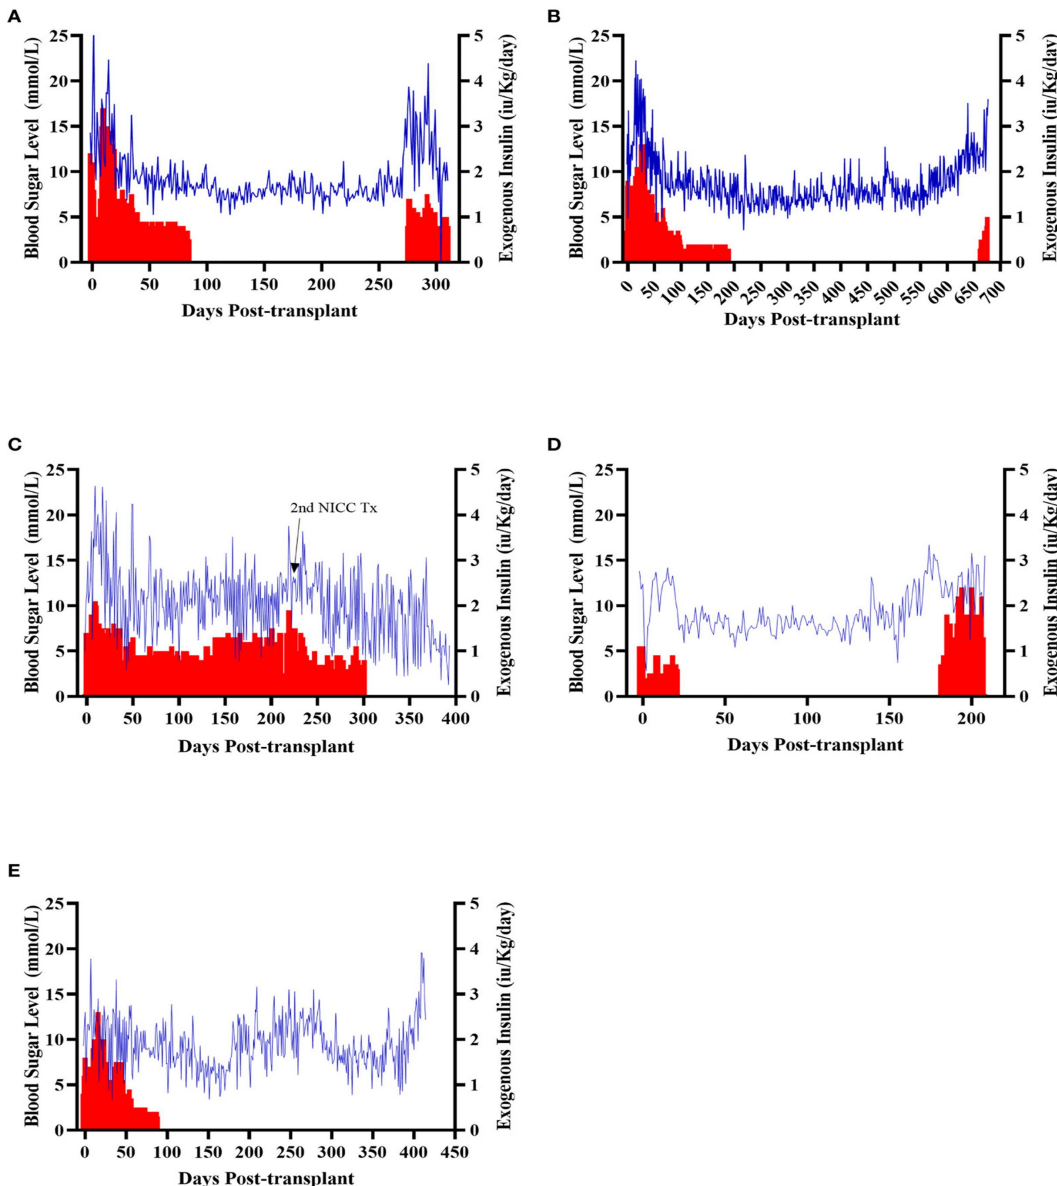 A
Blood Sugar Level (mmol/L)
25
20
15
10
5
0
5
4
3
2
1
0
Exogenous Insulin (iu/Kg/day)
0 50 100 150 200 250 300
Days Post-transplant
B
Blood Sugar Level (mmol/L)
25
20
15
10
5
0
5
4
3
2
1
0
Exogenous Insulin (iu/Kg/day)
0 50 100 150 200 250 300 350 400 450 500 550 600 650 700
Days Post-transplant
C
Blood Sugar Level (mmol/L)
25
20
15
10
5
0
2nd NICC Tx
5
4
3
2
1
0
Exogenous Insulin (iu/Kg/day)
0 50 100 150 200 250 300 350 400
Days Post-transplant
D
Blood Sugar Level (mmol/L)
25
20
15
10
5
0
5
4
3
2
1
0
Exogenous Insulin (iu/Kg/day)
0 50 100 150 200
Days Post-transplant
E
Blood Sugar Level (mmol/L)
25
20
15
10
5
0
5
4
3
2
1
0
Exogenous Insulin (iu/Kg/day)
0 50 100 150 200 250 300 350 400 450
Days Post-transplant